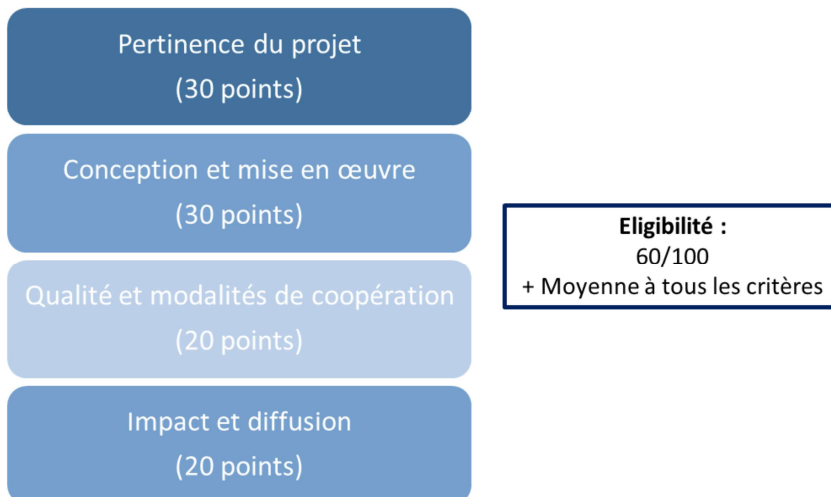 Pertinence du projet
(30 points)
Conception et mise en œuvre
(30 points)
Qualité et modalités de coopération
(20 points)
Impact et diffusion
(20 points)
Eligibilité :
60/100
+ Moyenne à tous les critères